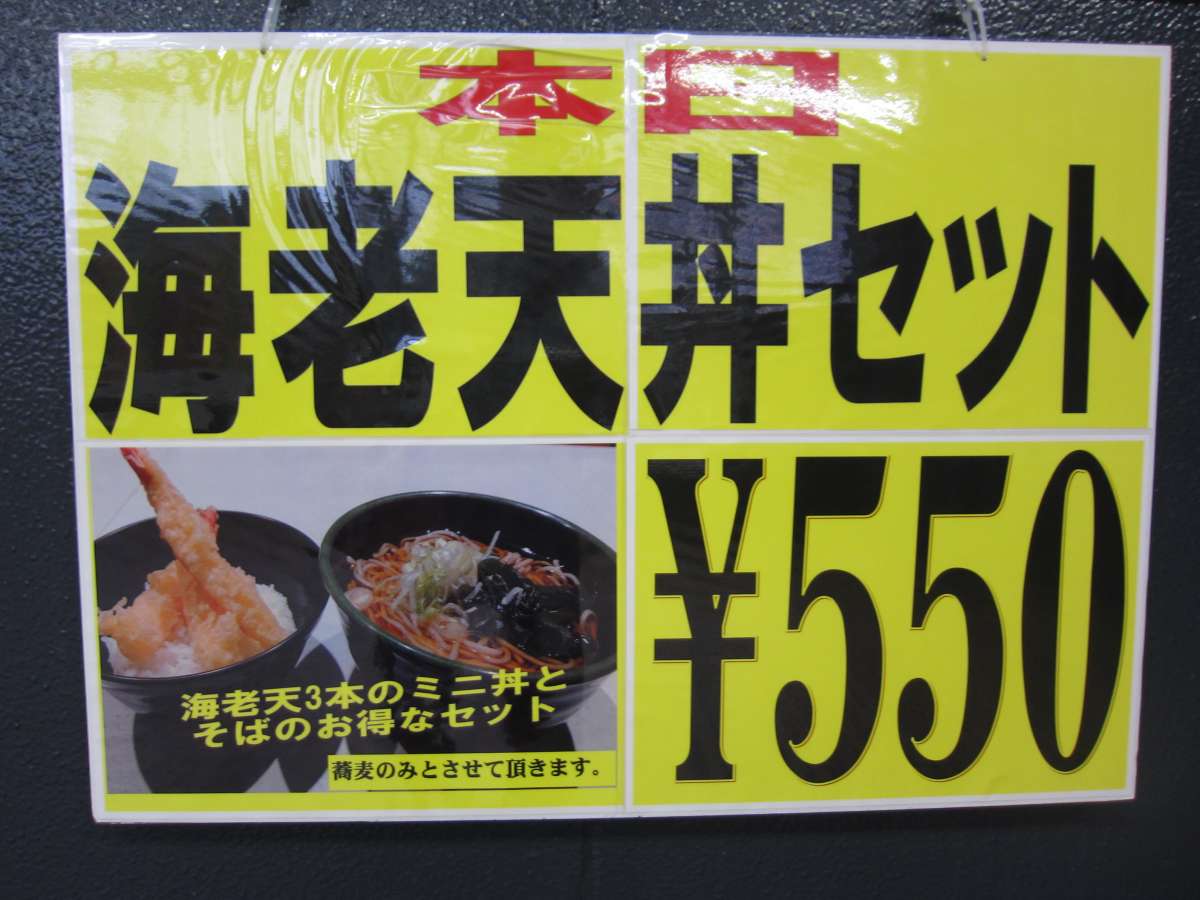 本日
海老天丼セット
海老天3本のミニ丼と
そばのお得なセット
蕎麦のみとさせて頂きます。
¥550